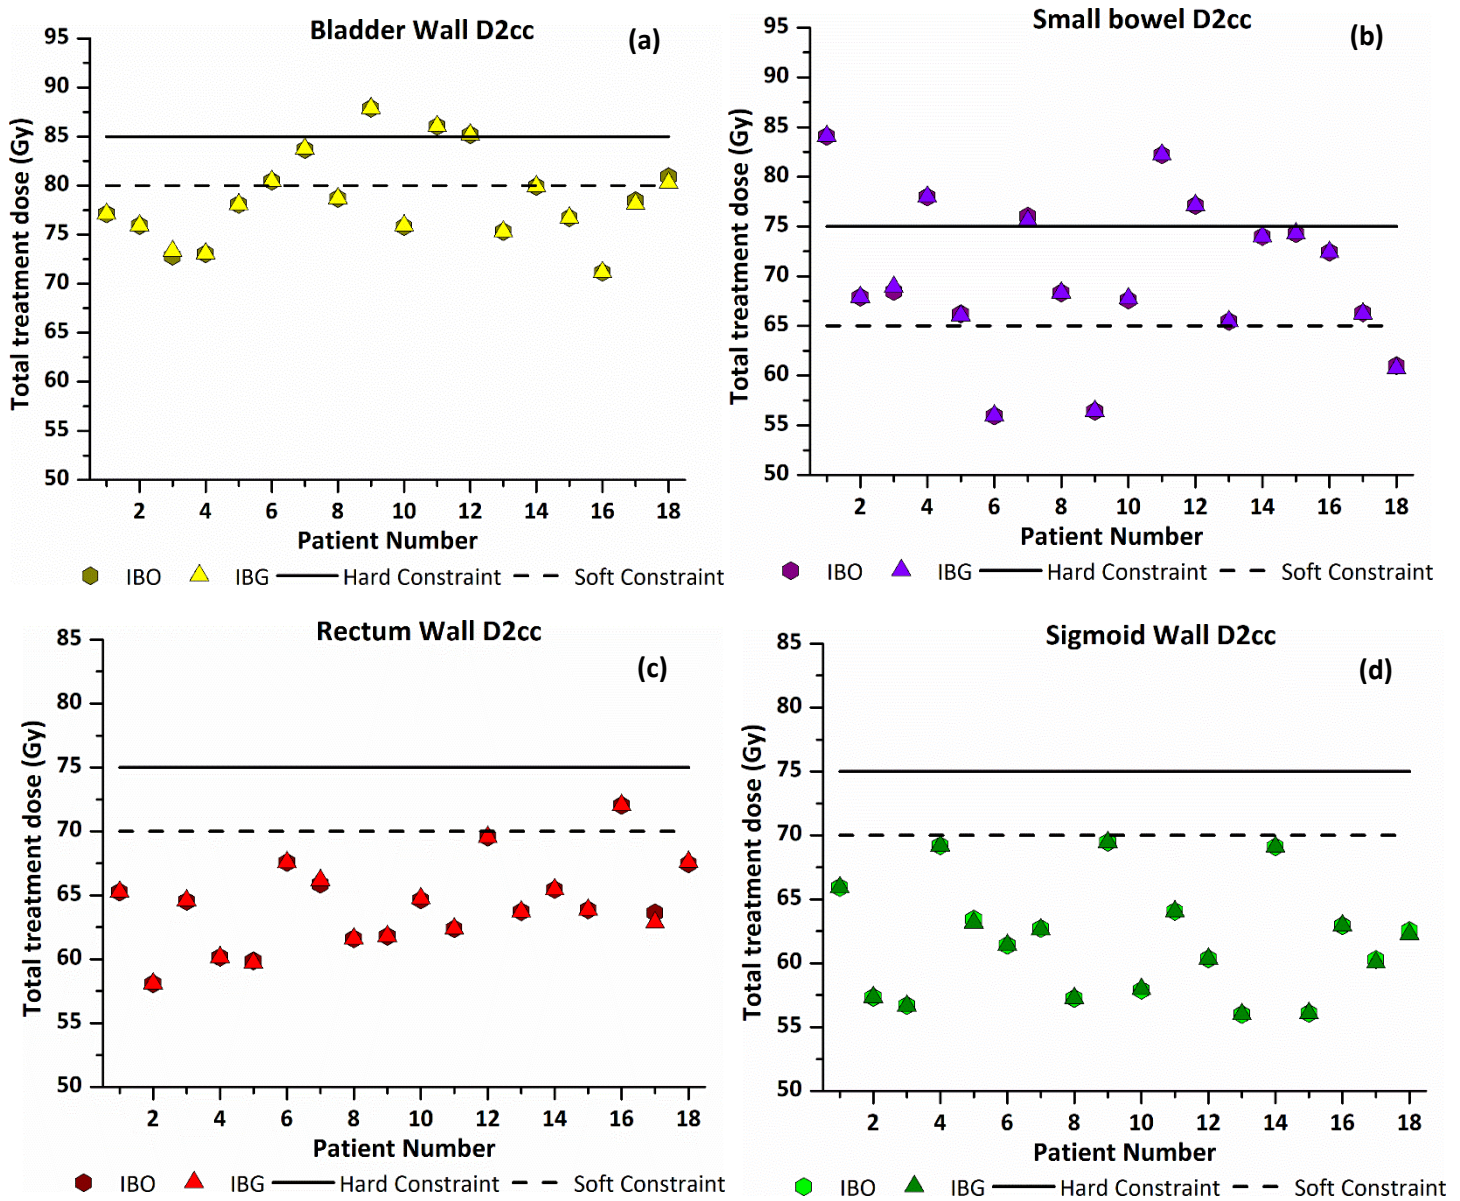 Bladder Wall D2cc
(a)
Total treatment dose (Gy)
95
90
85
80
75
70
65
60
55
50
2 4 6 8 10 12 14 16 18
Patient Number
IBO IBG Hard Constraint Soft Constraint
Small bowel D2cc
(b)
Total treatment dose (Gy)
95
90
85
80
75
70
65
60
55
50
2 4 6 8 10 12 14 16 18
Patient Number
IBO IBG Hard Constraint Soft Constraint
Rectum Wall D2cc
(c)
Total treatment dose (Gy)
85
80
75
70
65
60
55
50
2 4 6 8 10 12 14 16 18
Patient Number
IBO IBG Hard Constraint Soft Constraint
Sigmoid Wall D2cc
(d)
Total treatment dose (Gy)
85
80
75
70
65
60
55
50
2 4 6 8 10 12 14 16 18
Patient Number
IBO IBG Hard Constraint Soft Constraint